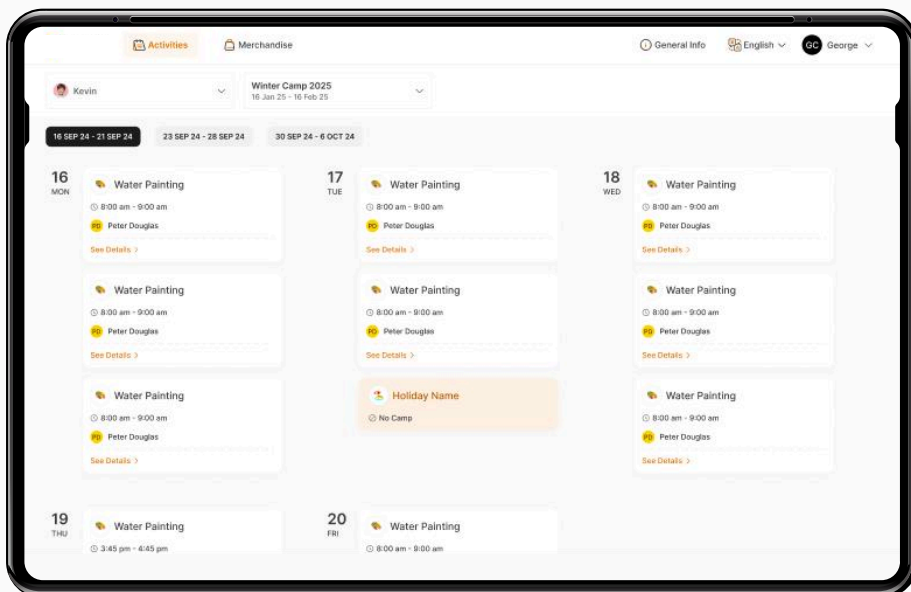 Activities
Merchandise
General Info
English
GC George
Kevin
Winter Camp 2025
16 Jan 25 - 16 Feb 25
16 SEP 24 - 21 SEP 24
23 SEP 24 - 28 SEP 24
30 SEP 24 - 6 OCT 24
16
MON
Water Painting
8:00 am - 9:00 am
PD Peter Douglas
See Details >
Water Painting
8:00 am - 9:00 am
PD Peter Douglas
See Details >
Water Painting
8:00 am - 9:00 am
PD Peter Douglas
See Details >
17
TUE
Water Painting
8:00 am - 9:00 am
PD Peter Douglas
See Details >
Water Painting
8:00 am - 9:00 am
PD Peter Douglas
See Details >
Holiday Name
No Camp
18
WED
Water Painting
8:00 am - 9:00 am
PD Peter Douglas
See Details >
Water Painting
8:00 am - 9:00 am
PD Peter Douglas
See Details >
Water Painting
8:00 am - 9:00 am
PD Peter Douglas
See Details >
19
THU
Water Painting
3:45 pm - 4:45 pm
20
FRI
Water Painting
8:00 am - 9:00 am